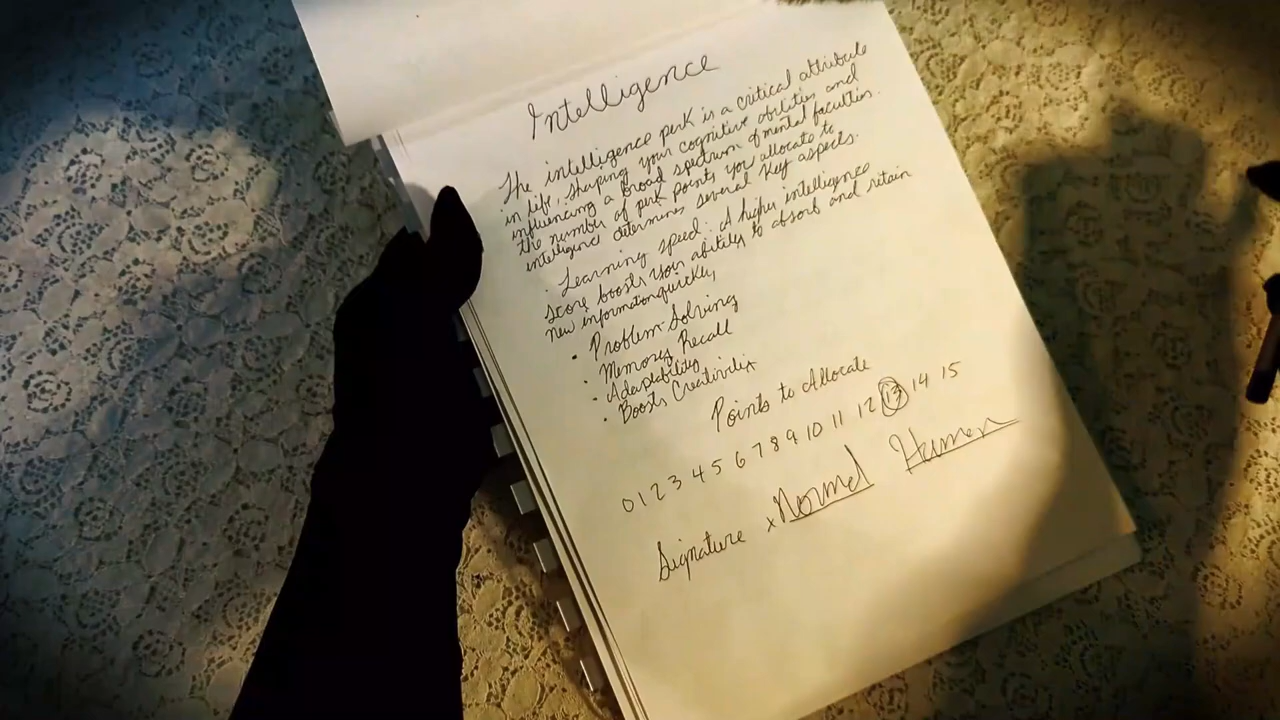 Intelligence
The intelligence perk is a critical attribute
in life, shaping your cognitive abilities and
influencing a broad spectrum of mental faculties.
the number of perk points you allocate to
intelligence determines several key aspects.
· Learning speed: A higher intelligence
score boosts your ability to absorb and retain
new information quickly,
• Problem-Solving
• Memory Recall
• Adaptability
• Boosts Creativity
Points to Allocate
0 1 2 3 4 5 6 7 8 9 10 11 12 13 14 15
Signature x Normal Human